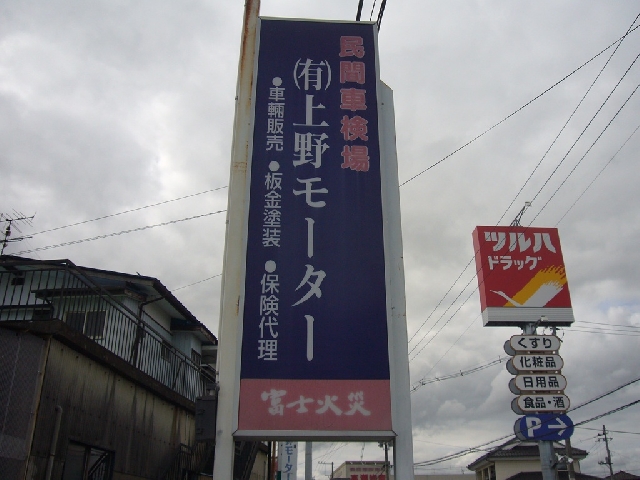 民間車検場
㈲上野モーター
●車輛販売 ●板金塗装 ●保険代理
富士火災
ツルハ
ドラッグ
くすり
化粧品
日用品
食品・酒
P→